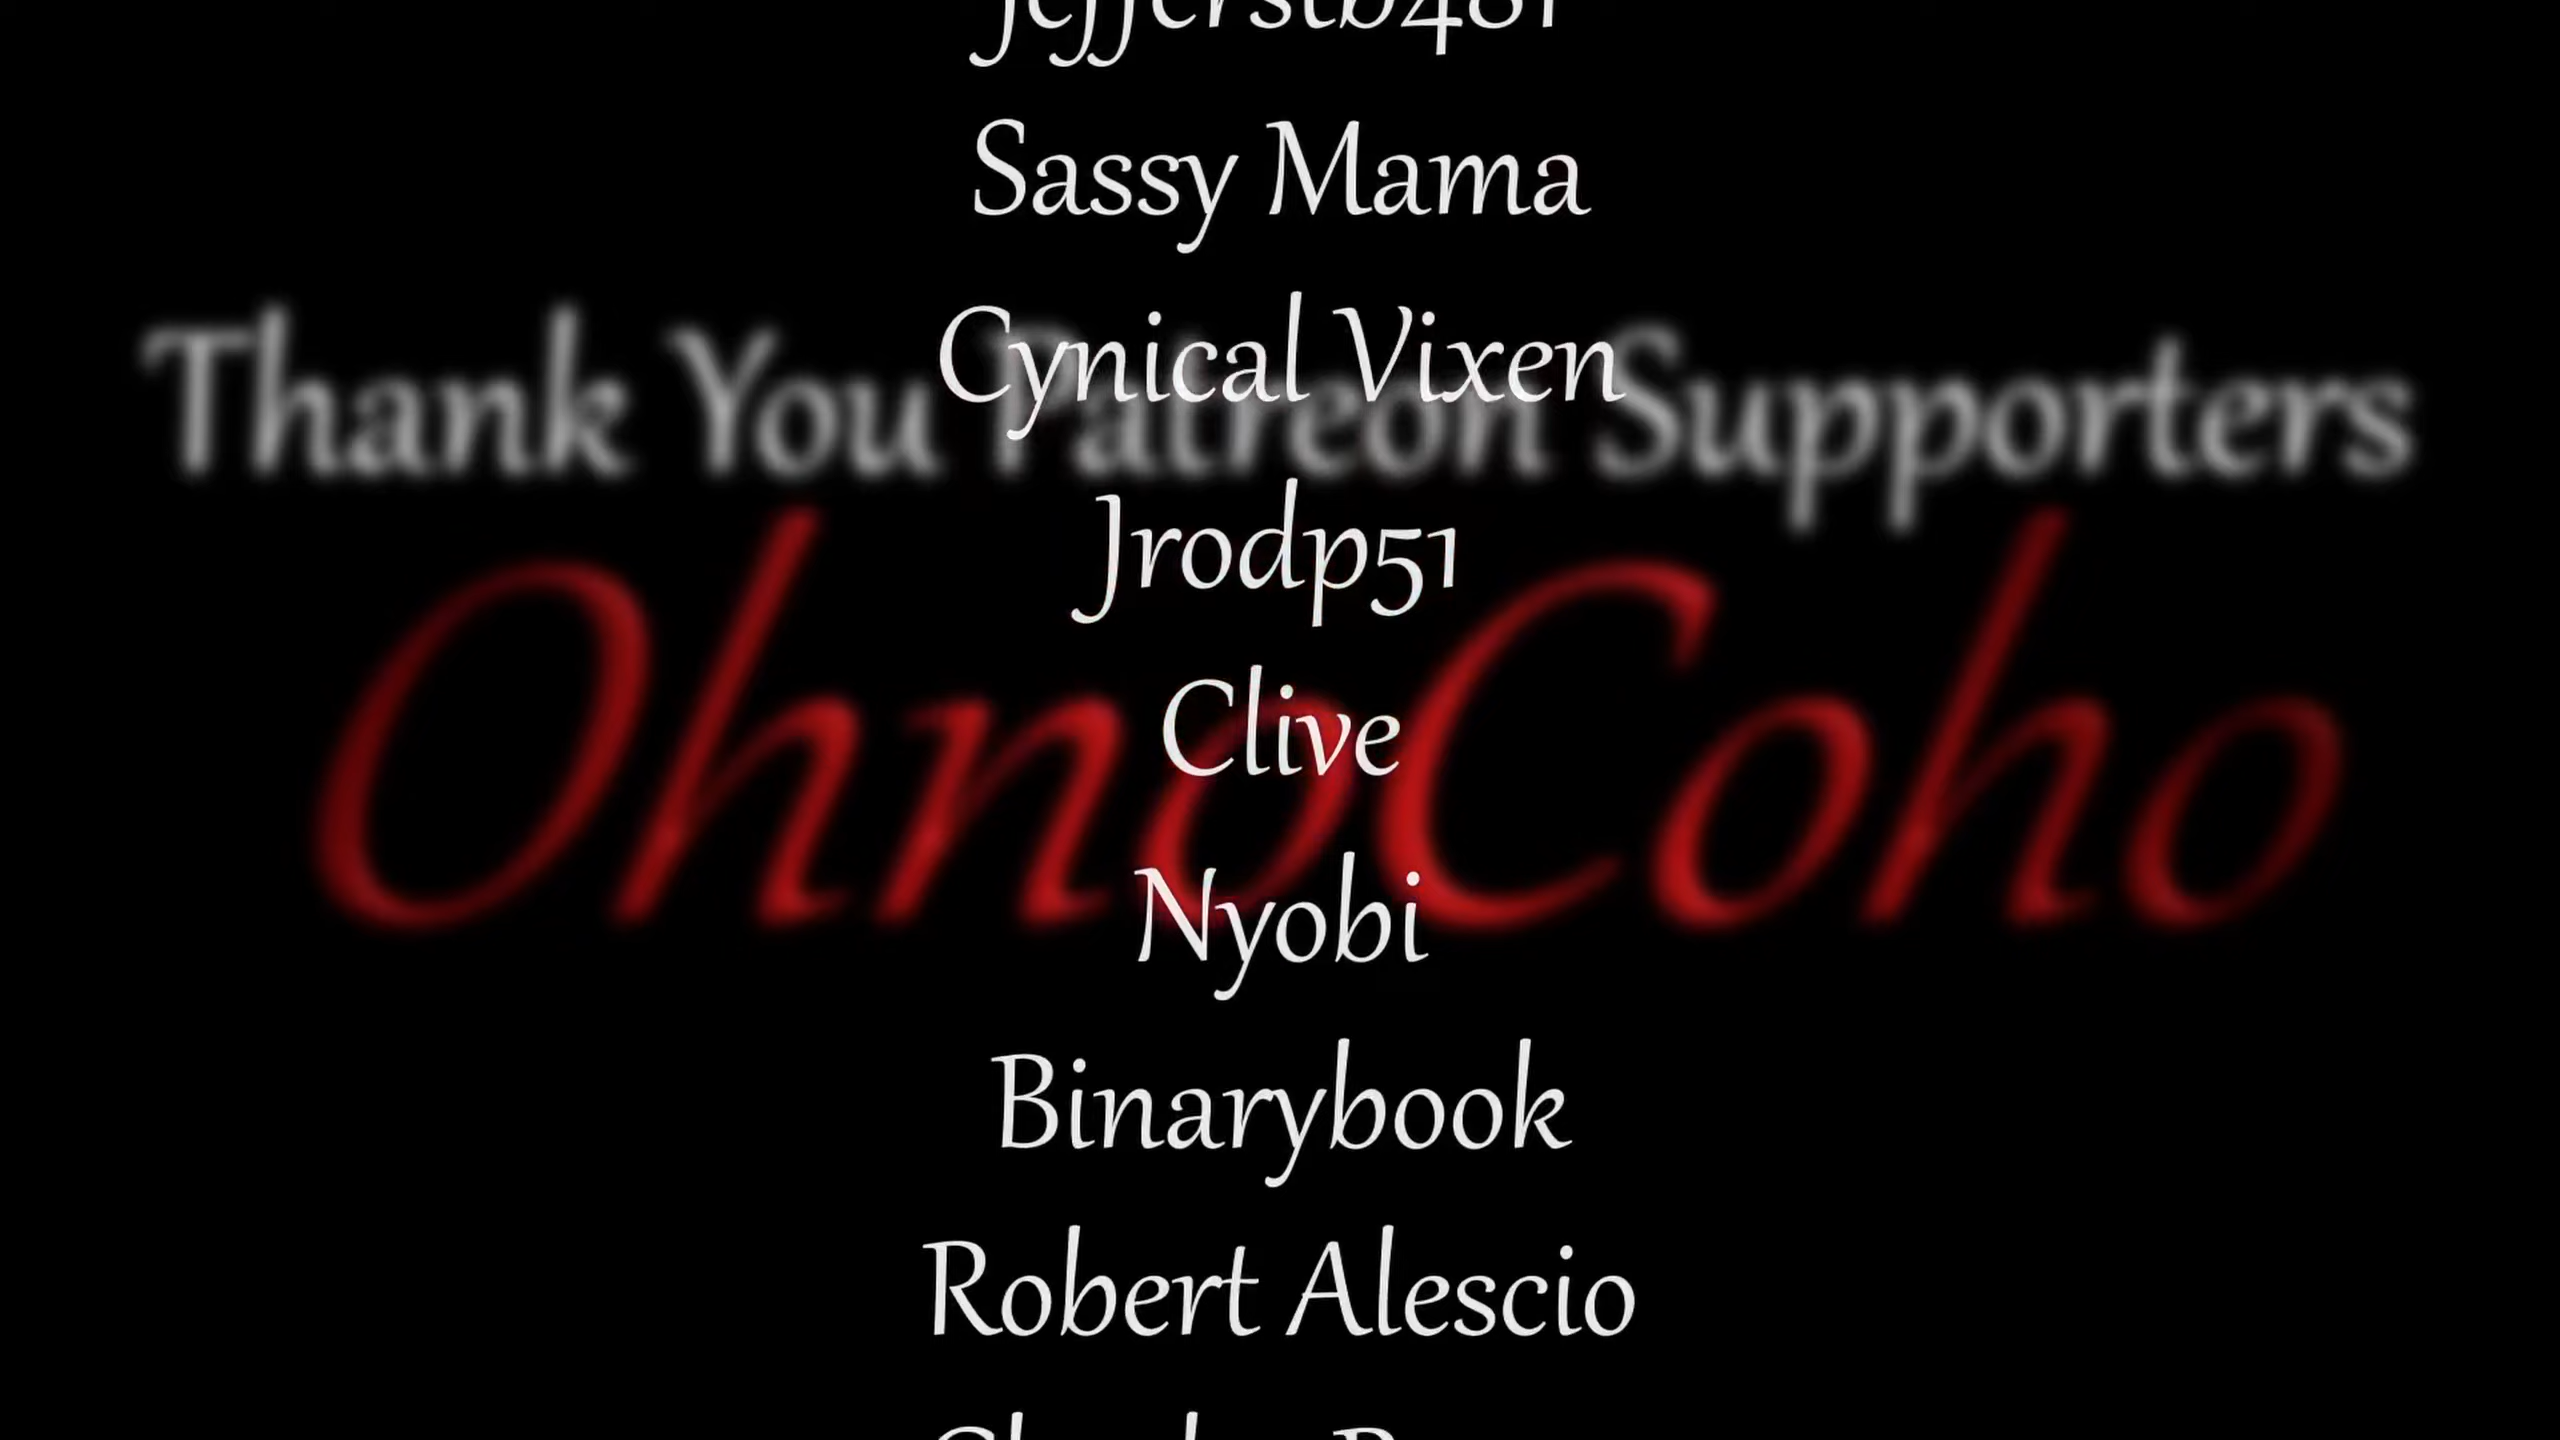 Sassy Mama
Cynical Vixen
Thank You Patreon Supporters
Jrodp51
Clive
OhnoCoho
Nyobi
Binarybook
Robert Alescio